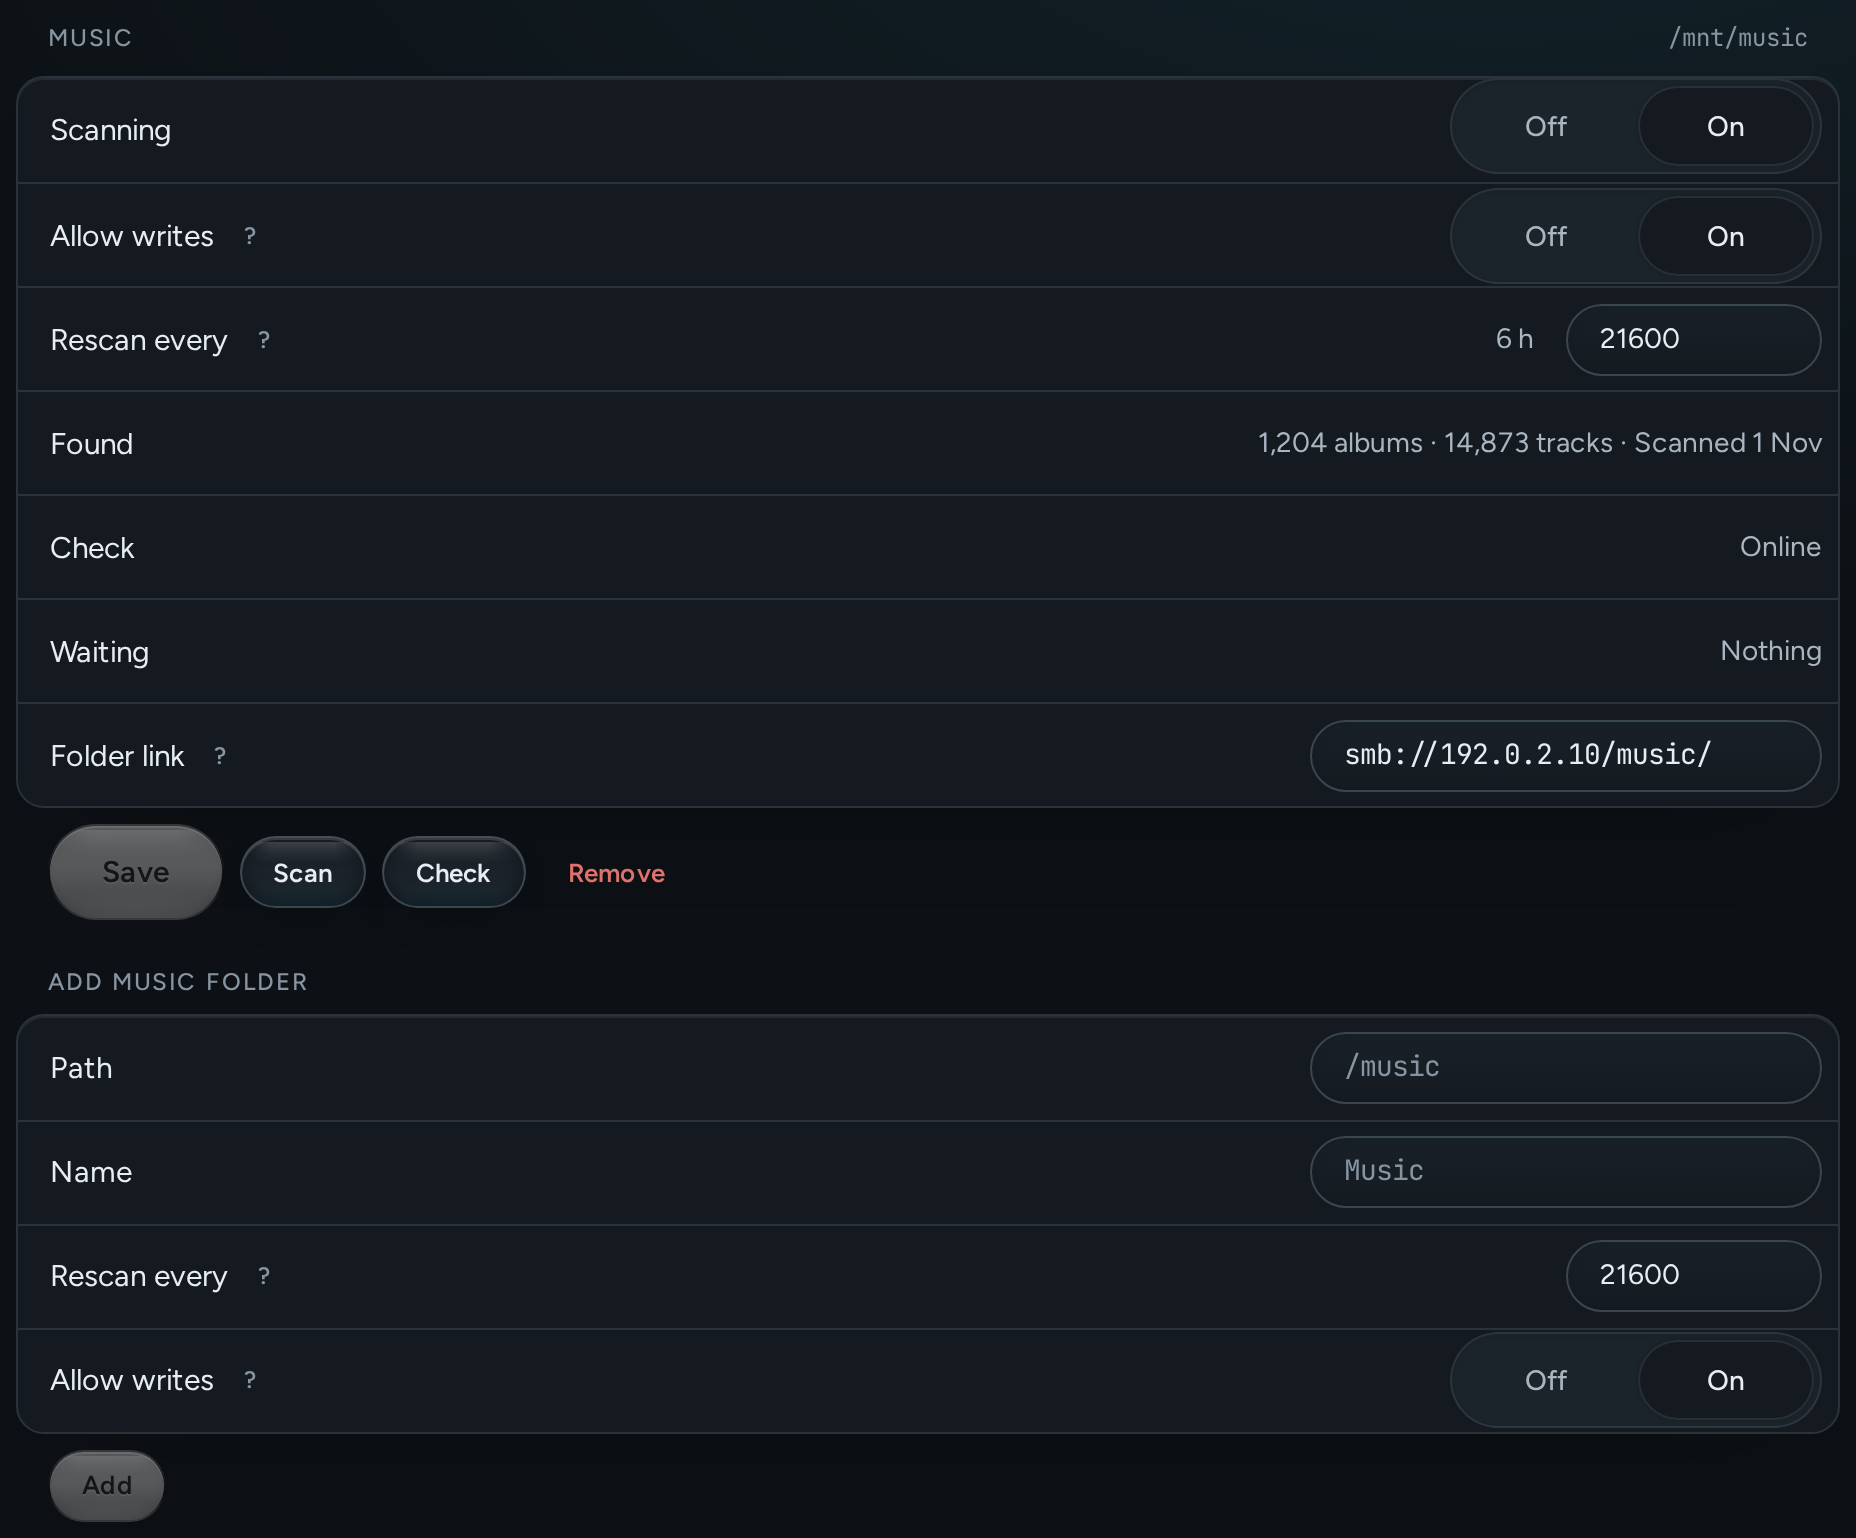 MUSIC /mnt/music
Scanning Off On
Allow writes ? Off On
Rescan every ? 6 h 21600
Found 1,204 albums · 14,873 tracks · Scanned 1 Nov
Check Online
Waiting Nothing
Folder link ? smb://192.0.2.10/music/
Save Scan Check Remove
ADD MUSIC FOLDER
Path /music
Name Music
Rescan every ? 21600
Allow writes ? Off On
Add